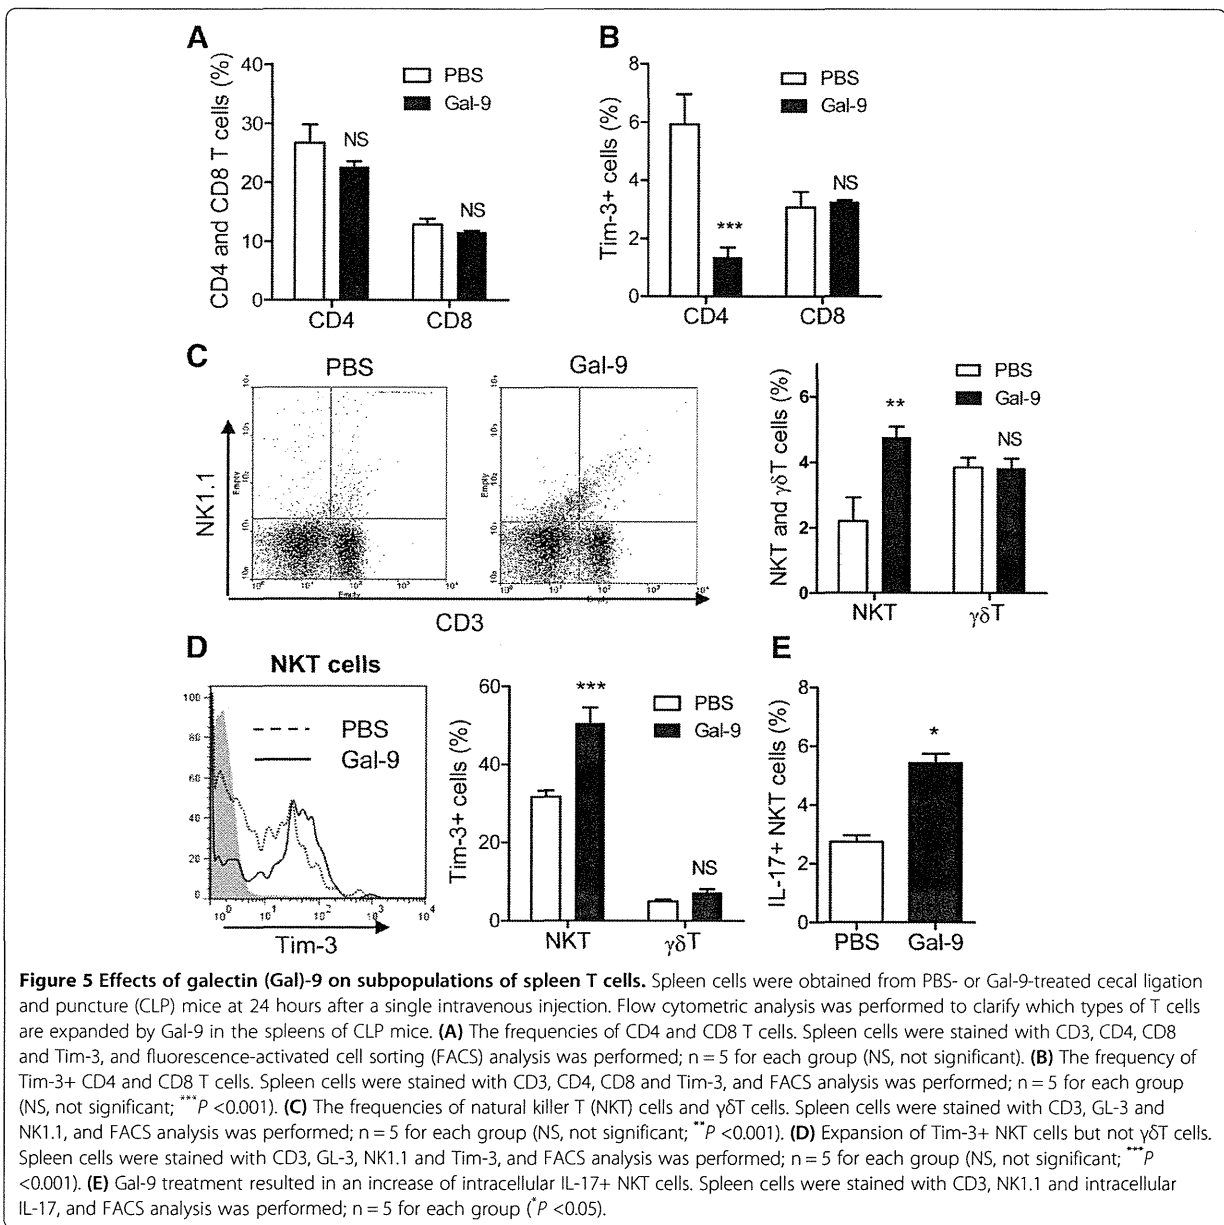 A
CD4 and CD8 T cells (%)
40
30
20
10
0
PBS
Gal-9
NS
NS
CD4
CD8
B
Tim-3+ cells (%)
8
6
4
2
0
PBS
Gal-9
***
NS
CD4
CD8
C
PBS
Gal-9
NK1.1
Empty
Empty
10⁰ 10¹ 10² 10³ 10⁴
Empty
CD3
NKT and γδT cells (%)
6
4
2
0
PBS
Gal-9
**
NS
NKT
γδT
D
NKT cells
100
80
60
40
20
0
PBS
Gal-9
10⁰ 10¹ 10² 10³ 10⁴
Tim-3
Tim-3+ cells (%)
60
40
20
0
PBS
Gal-9
***
NS
NKT
γδT
E
IL-17+ NKT cells (%)
8
6
4
2
0
*
PBS
Gal-9
Figure 5 Effects of galectin (Gal)-9 on subpopulations of spleen T cells. Spleen cells were obtained from PBS- or Gal-9-treated cecal ligation
and puncture (CLP) mice at 24 hours after a single intravenous injection. Flow cytometric analysis was performed to clarify which types of T cells
are expanded by Gal-9 in the spleens of CLP mice. (A) The frequencies of CD4 and CD8 T cells. Spleen cells were stained with CD3, CD4, CD8
and Tim-3, and fluorescence-activated cell sorting (FACS) analysis was performed; n = 5 for each group (NS, not significant). (B) The frequency of
Tim-3+ CD4 and CD8 T cells. Spleen cells were stained with CD3, CD4, CD8 and Tim-3, and FACS analysis was performed; n = 5 for each group
(NS, not significant; ***P <0.001). (C) The frequencies of natural killer T (NKT) cells and γδT cells. Spleen cells were stained with CD3, GL-3 and
NK1.1, and FACS analysis was performed; n = 5 for each group (NS, not significant; **P <0.001). (D) Expansion of Tim-3+ NKT cells but not γδT cells.
Spleen cells were stained with CD3, GL-3, NK1.1 and Tim-3, and FACS analysis was performed; n = 5 for each group (NS, not significant; ***P
<0.001). (E) Gal-9 treatment resulted in an increase of intracellular IL-17+ NKT cells. Spleen cells were stained with CD3, NK1.1 and intracellular
IL-17, and FACS analysis was performed; n = 5 for each group (*P <0.05).